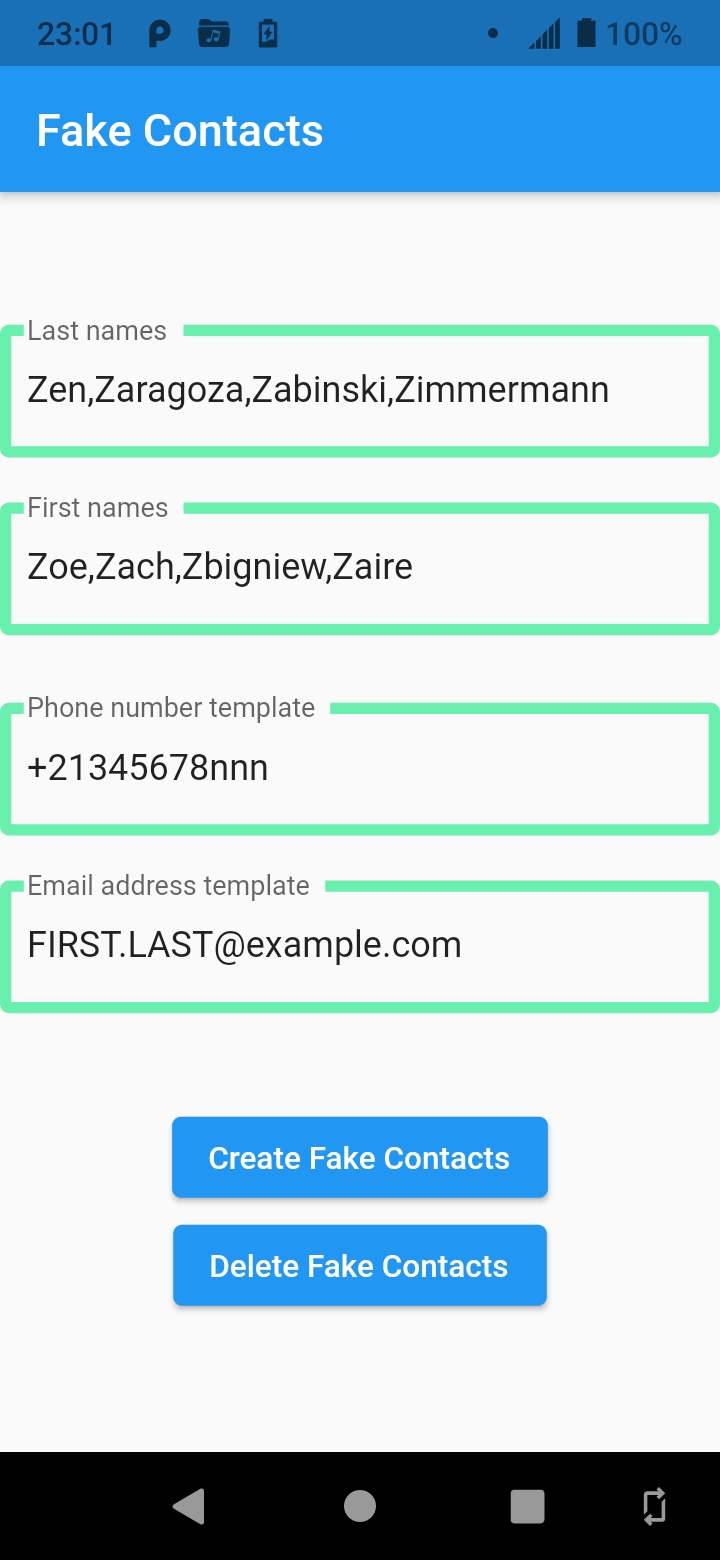 23:01 100%
Fake Contacts
Last names
Zen,Zaragoza,Zabinski,Zimmermann
First names
Zoe,Zach,Zbigniew,Zaire
Phone number template
+21345678nnn
Email address template
FIRST.LAST@example.com
Create Fake Contacts
Delete Fake Contacts